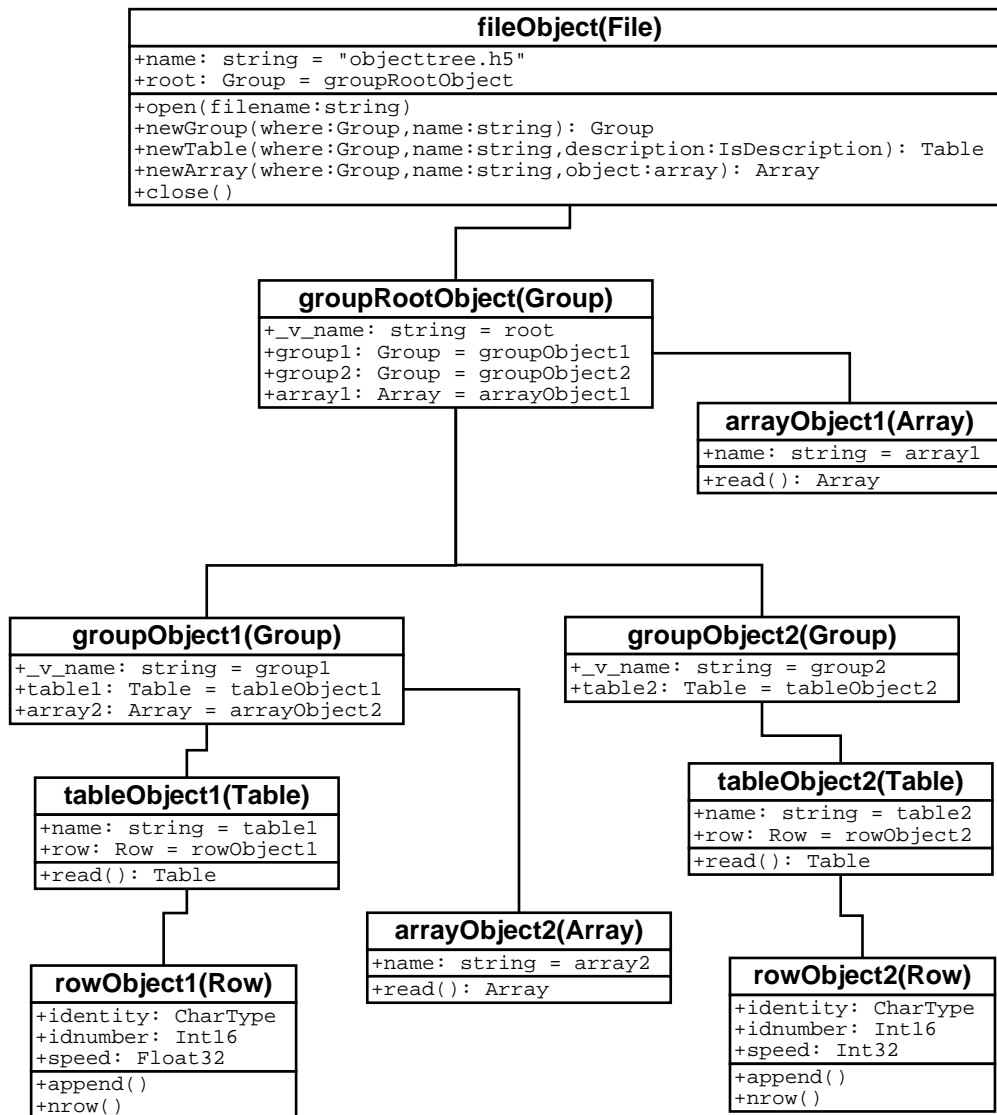 fileObject(File)
+name: string = "objecttree.h5"
+root: Group = groupRootObject
+open(filename:string)
+newGroup(where:Group,name:string): Group
+newTable(where:Group,name:string,description:IsDescription): Table
+newArray(where:Group,name:string,object:array): Array
+close()
groupRootObject(Group)
+_v_name: string = root
+group1: Group = groupObject1
+group2: Group = groupObject2
+array1: Array = arrayObject1
arrayObject1(Array)
+name: string = array1
+read(): Array
groupObject1(Group)
+_v_name: string = group1
+table1: Table = tableObject1
+array2: Array = arrayObject2
groupObject2(Group)
+_v_name: string = group2
+table2: Table = tableObject2
tableObject1(Table)
+name: string = table1
+row: Row = rowObject1
+read(): Table
tableObject2(Table)
+name: string = table2
+row: Row = rowObject2
+read(): Table
arrayObject2(Array)
+name: string = array2
+read(): Array
rowObject1(Row)
+identity: CharType
+idnumber: Int16
+speed: Float32
+append()
+nrow()
rowObject2(Row)
+identity: CharType
+idnumber: Int16
+speed: Int32
+append()
+nrow()